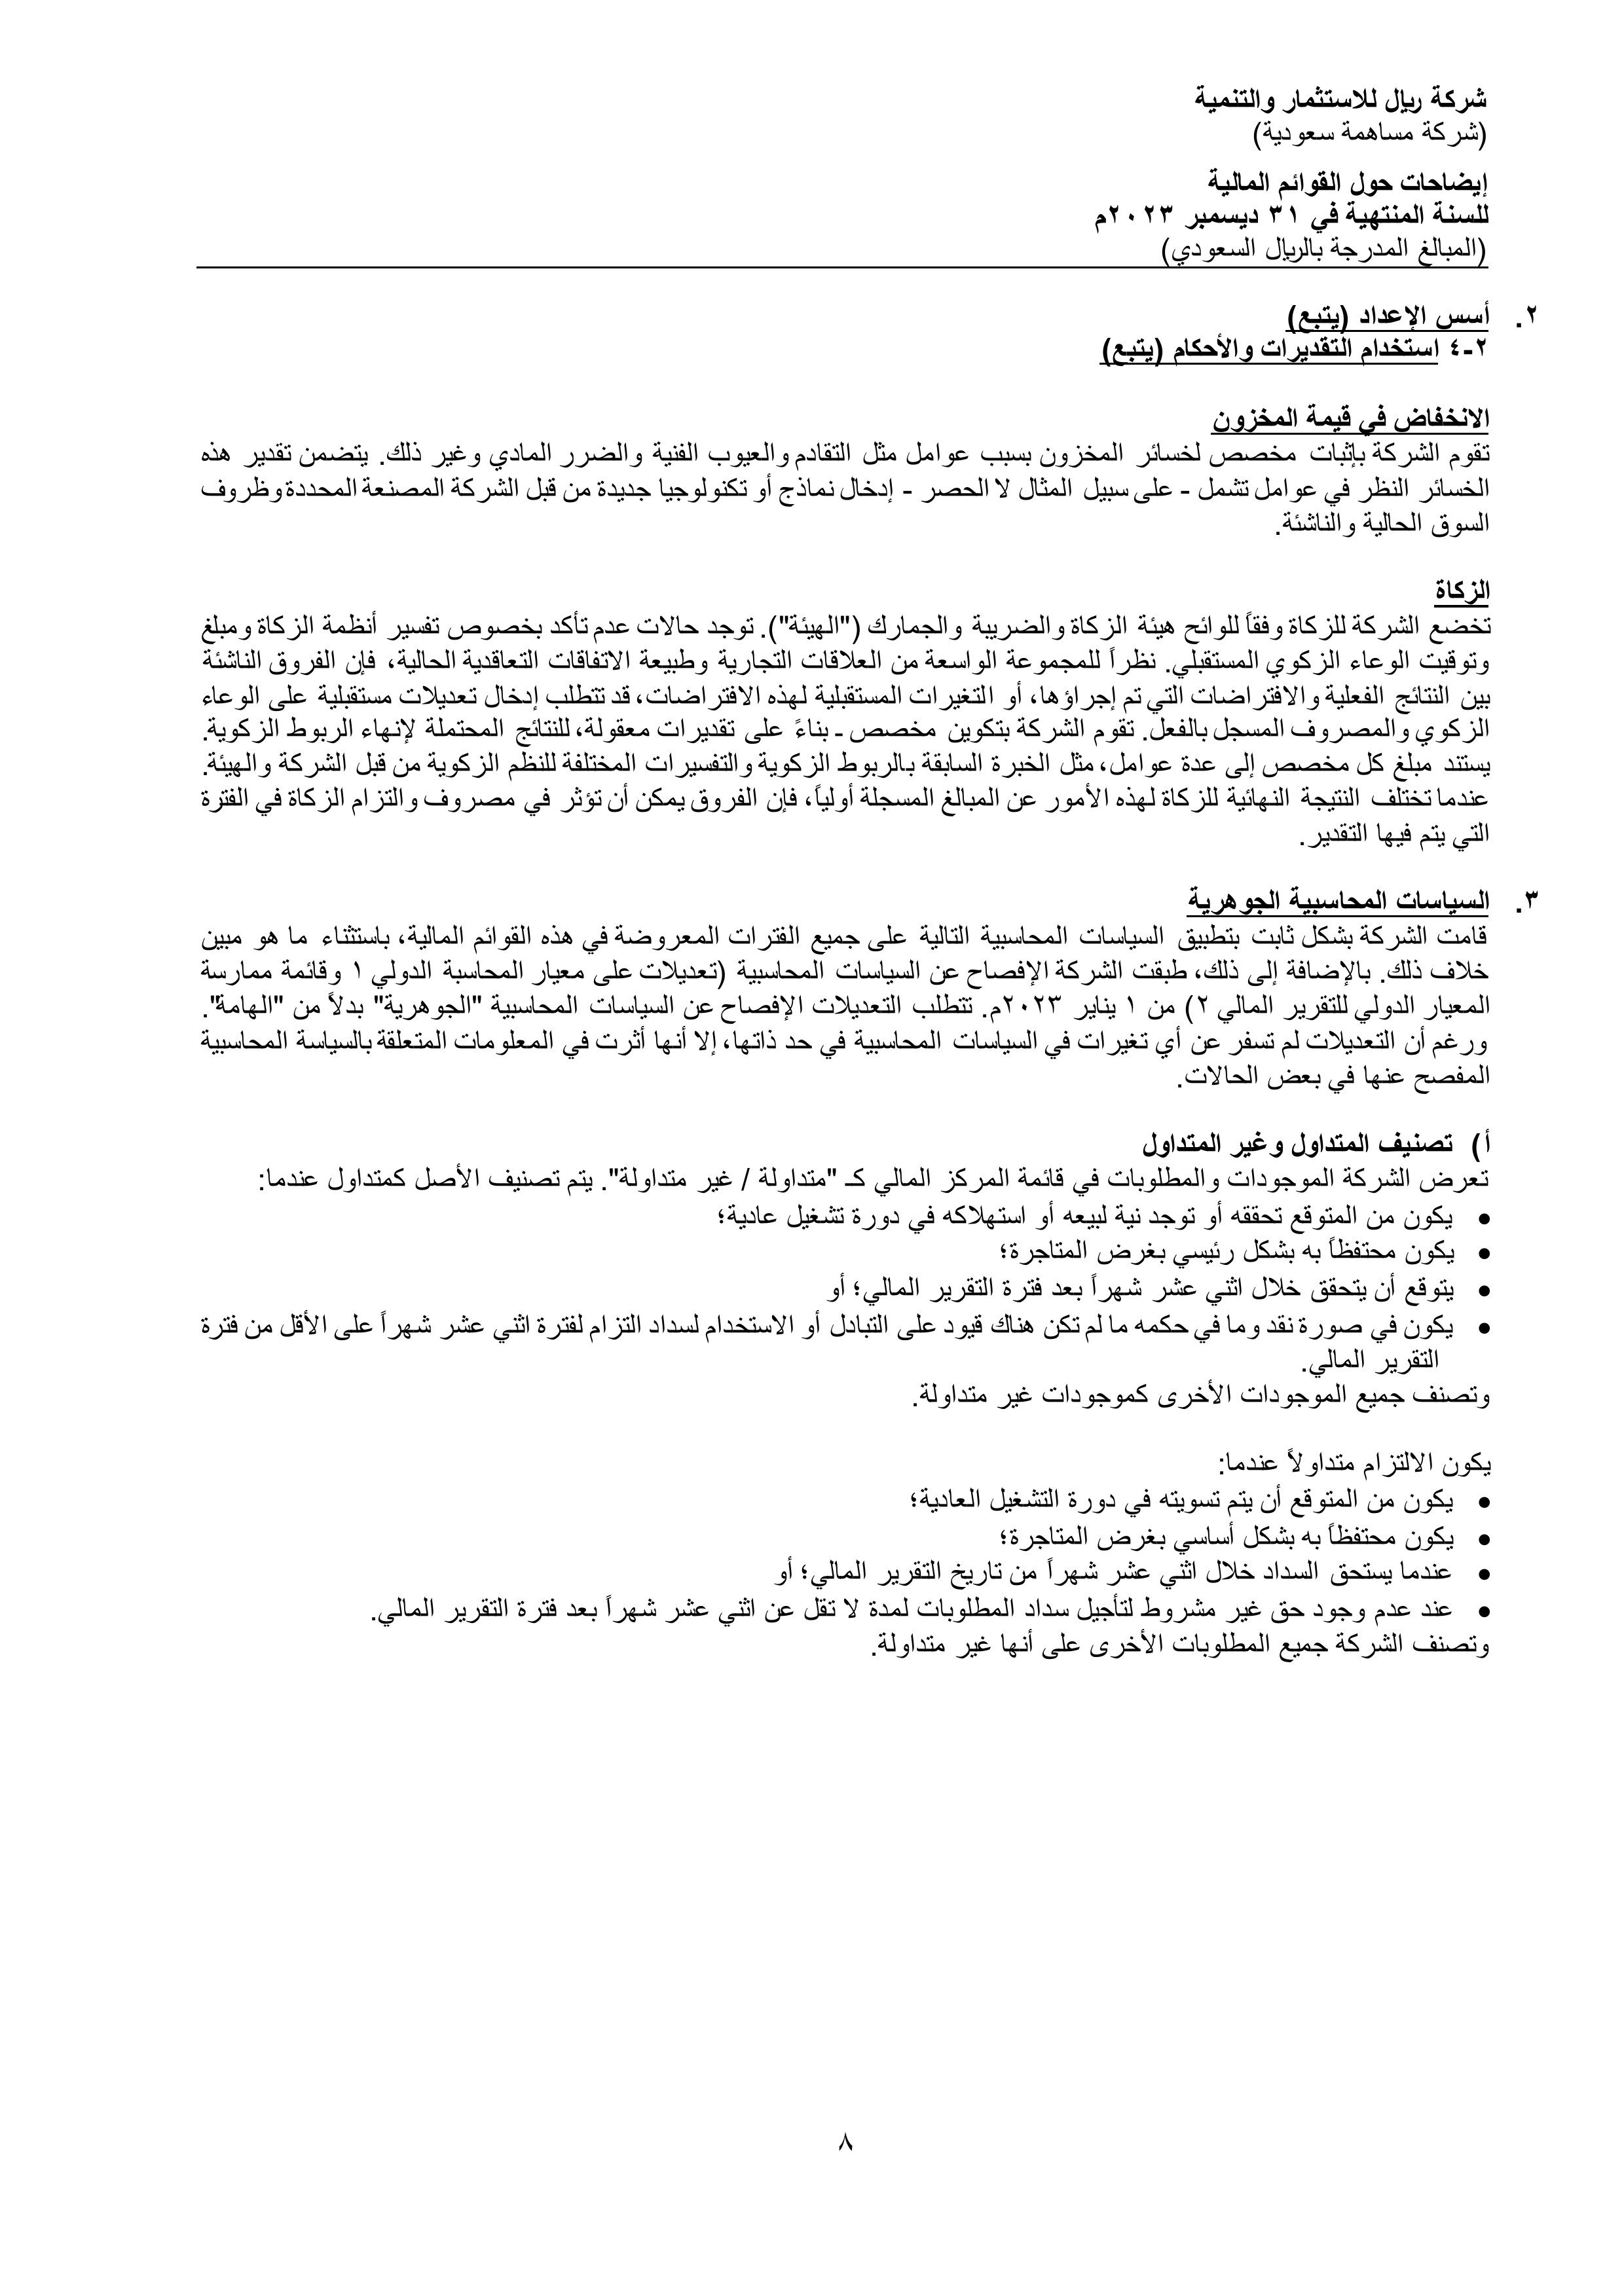 شركة ريال للاستثمار والتنمية
(شركة مساهمة سعودية)
إيضاحات حول القوائم المالية
للسنة المنتهية في ٣١ ديسمبر ٢٠٢٣م
(المبالغ المدرجة بالريال السعودي)
٢. أسس الإعداد (يتبع)
٢-٤ استخدام التقديرات والأحكام (يتبع)
الانخفاض في قيمة المخزون
تقوم الشركة بإثبات مخصص لخسائر المخزون بسبب عوامل مثل التقادم والعيوب الفنية والضرر المادي وغير ذلك. يتضمن تقدير هذه
الخسائر النظر في عوامل تشمل - على سبيل المثال لا الحصر - إدخال نماذج أو تكنولوجيا جديدة من قبل الشركة المصنعة المحددة وظروف
السوق الحالية والناشئة.
الزكاة
تخضع الشركة للزكاة وفقاً للوائح هيئة الزكاة والضريبة والجمارك ("الهيئة"). توجد حالات عدم تأكد بخصوص تفسير أنظمة الزكاة ومبلغ
وتوقيت الوعاء الزكوي المستقبلي. نظراً للمجموعة الواسعة من العلاقات التجارية وطبيعة الاتفاقات التعاقدية الحالية، فإن الفروق الناشئة
بين النتائج الفعلية والافتراضات التي تم إجراؤها، أو التغيرات المستقبلية لهذه الافتراضات، قد تتطلب إدخال تعديلات مستقبلية على الوعاء
الزكوي والمصروف المسجل بالفعل. تقوم الشركة بتكوين مخصص ـ بناءً على تقديرات معقولة، للنتائج المحتملة لإنهاء الربوط الزكوية.
يستند مبلغ كل مخصص إلى عدة عوامل، مثل الخبرة السابقة بالربوط الزكوية والتفسيرات المختلفة للنظم الزكوية من قبل الشركة والهيئة.
عندما تختلف النتيجة النهائية للزكاة لهذه الأمور عن المبالغ المسجلة أولياً، فإن الفروق يمكن أن تؤثر في مصروف والتزام الزكاة في الفترة
التي يتم فيها التقدير.
٣. السياسات المحاسبية الجوهرية
قامت الشركة بشكل ثابت بتطبيق السياسات المحاسبية التالية على جميع الفترات المعروضة في هذه القوائم المالية، باستثناء ما هو مبين
خلاف ذلك. بالإضافة إلى ذلك، طبقت الشركة الإفصاح عن السياسات المحاسبية (تعديلات على معيار المحاسبة الدولي ١ وقائمة ممارسة
المعيار الدولي للتقرير المالي ٢) من ١ يناير ٢٠٢٣م. تتطلب التعديلات الإفصاح عن السياسات المحاسبية "الجوهرية" بدلاً من "الهامة".
ورغم أن التعديلات لم تسفر عن أي تغيرات في السياسات المحاسبية في حد ذاتها، إلا أنها أثرت في المعلومات المتعلقة بالسياسة المحاسبية
المفصح عنها في بعض الحالات.
أ) تصنيف المتداول وغير المتداول
تعرض الشركة الموجودات والمطلوبات في قائمة المركز المالي كـ "متداولة / غير متداولة". يتم تصنيف الأصل كمتداول عندما:
• يكون من المتوقع تحققه أو توجد نية لبيعه أو استهلاكه في دورة تشغيل عادية؛
• يكون محتفظاً به بشكل رئيسي بغرض المتاجرة؛
• يتوقع أن يتحقق خلال اثني عشر شهراً بعد فترة التقرير المالي؛ أو
• يكون في صورة نقد وما في حكمه ما لم تكن هناك قيود على التبادل أو الاستخدام لسداد التزام لفترة اثني عشر شهراً على الأقل من فترة
التقرير المالي.
وتصنف جميع الموجودات الأخرى كموجودات غير متداولة.
يكون الالتزام متداولاً عندما:
• يكون من المتوقع أن يتم تسويته في دورة التشغيل العادية؛
• يكون محتفظاً به بشكل أساسي بغرض المتاجرة؛
• عندما يستحق السداد خلال اثني عشر شهراً من تاريخ التقرير المالي؛ أو
• عند عدم وجود حق غير مشروط لتأجيل سداد المطلوبات لمدة لا تقل عن اثني عشر شهراً بعد فترة التقرير المالي.
وتصنف الشركة جميع المطلوبات الأخرى على أنها غير متداولة.
٨